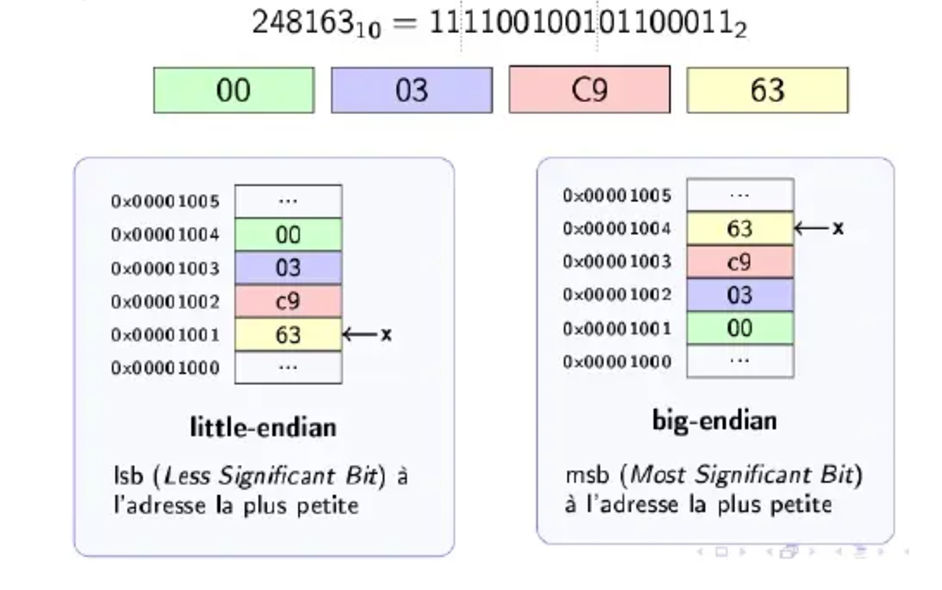 248163₁₀ = 111100100101100011₂
00 03 C9 63
0x00001005 ...
0x00001004 00
0x00001003 03
0x00001002 c9
0x00001001 63 ←x
0x00001000 ...
little-endian
lsb (Less Significant Bit) à
l'adresse la plus petite
0x00001005 ...
0x00001004 63 ←x
0x00001003 c9
0x00001002 03
0x00001001 00
0x00001000 ...
big-endian
msb (Most Significant Bit)
à l'adresse la plus petite